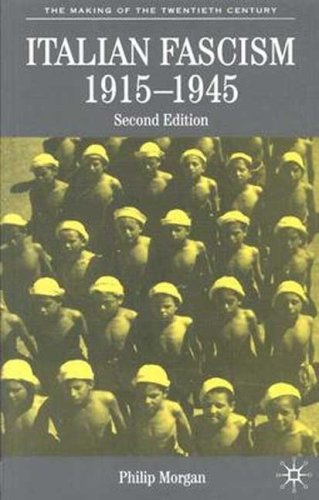 THE MAKING OF THE TWENTIETH CENTURY
ITALIAN FASCISM
1915–1945
Second Edition
Philip Morgan